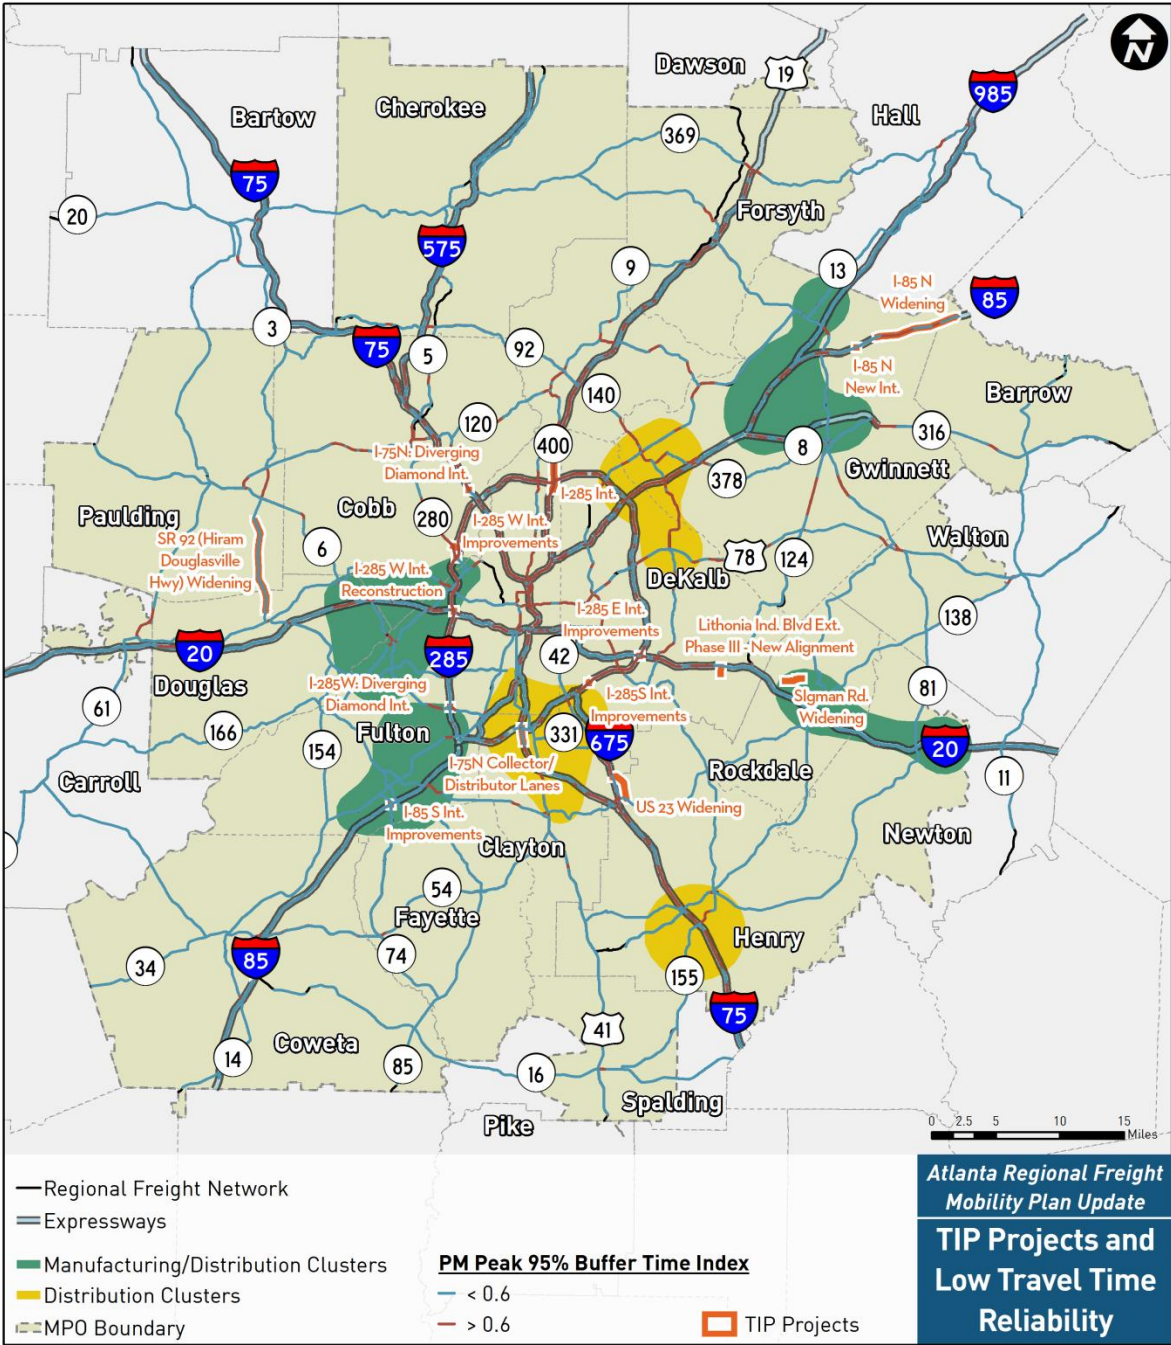 Dawson
19
985
Hall
Bartow
Cherokee
369
75
20
Forsyth
575
9
13
I-85 N
Widening
85
3
75
5
92
I-85 N
New Int.
140
Barrow
120
400
8
316
I-75N: Diverging
Diamond Int.
Gwinnett
378
I-285 Int.
Cobb
280
Paulding
SR 92 (Hiram
Douglasville
Hwy) Widening
I-285 W Int.
Improvements
Walton
6
78
124
DeKalb
I-285 W Int.
Reconstruction
I-285 E Int.
Improvements
Lithonia Ind. Blvd Ext.
Phase III - New Alignment
138
20
285
42
Douglas
I-285W: Diverging
Diamond Int.
I-285S Int.
Improvements
SIgman Rd.
Widening
81
61
166
154
Fulton
331
675
20
Carroll
I-75N Collector/
Distributor Lanes
Rockdale
11
US 23 Widening
I-85 S Int.
Improvements
Clayton
Newton
54
Fayette
Henry
34
85
74
155
75
41
Coweta
14
85
16
Spalding
Pike
0 2.5 5 10 15
Miles
Regional Freight Network
Expressways
Manufacturing/Distribution Clusters
Distribution Clusters
MPO Boundary
PM Peak 95% Buffer Time Index
< 0.6
> 0.6
TIP Projects
Atlanta Regional Freight
Mobility Plan Update
TIP Projects and
Low Travel Time
Reliability
N